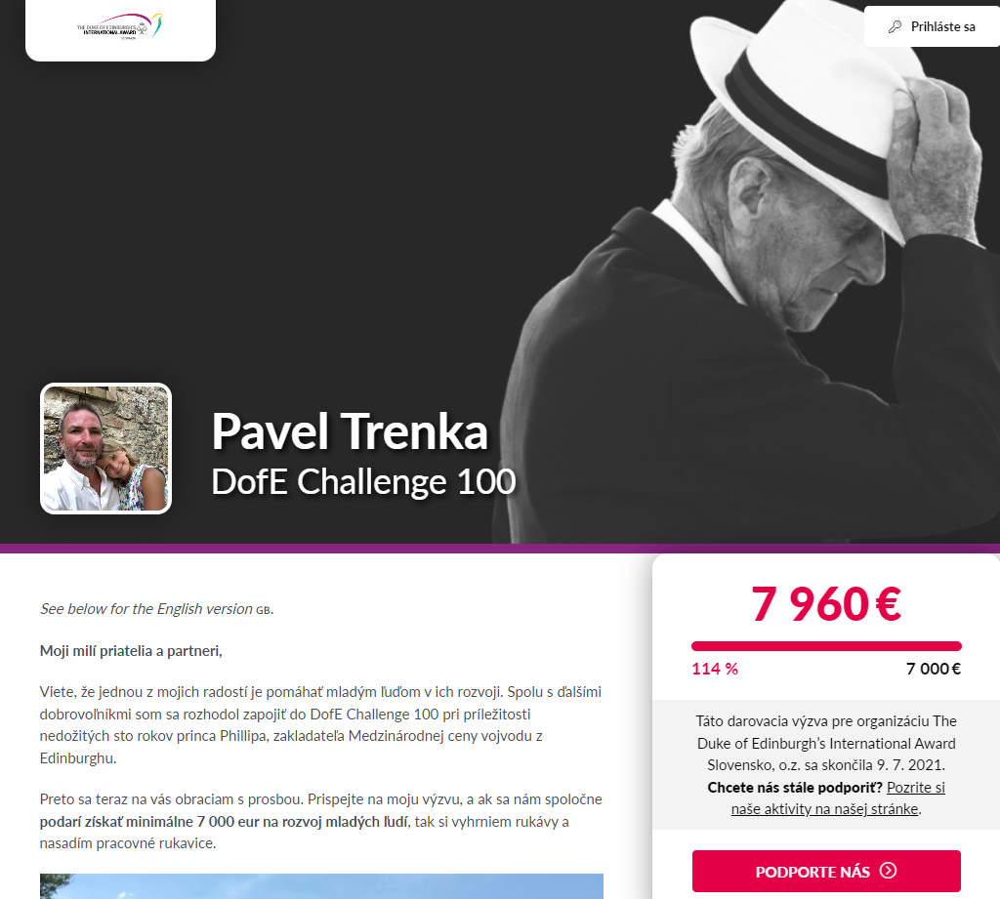 THE DUKE OF EDINBURGH'S
INTERNATIONAL AWARD
SLOVAKIA
Prihláste sa
Pavel Trenka
DofE Challenge 100
See below for the English version GB.
Moji milí priatelia a partneri,
Viete, že jednou z mojich radostí je pomáhať mladým ľuďom v ich rozvoji. Spolu s ďalšími
dobrovoľníkmi som sa rozhodol zapojiť do DofE Challenge 100 pri príležitosti
nedožitých sto rokov princa Phillipa, zakladateľa Medzinárodnej ceny vojvodu z
Edinburghu.
Preto sa teraz na vás obraciam s prosbou. Prispejte na moju výzvu, a ak sa nám spoločne
podarí získať minimálne 7 000 eur na rozvoj mladých ľudí, tak si vyhrniem rukávy a
nasadím pracovné rukavice.
7 960 €
114 %
7 000 €
Táto darovacia výzva pre organizáciu The
Duke of Edinburgh’s International Award
Slovensko, o.z. sa skončila 9. 7. 2021.
Chcete nás stále podporiť? Pozrite si
naše aktivity na našej stránke.
PODPORTE NÁS